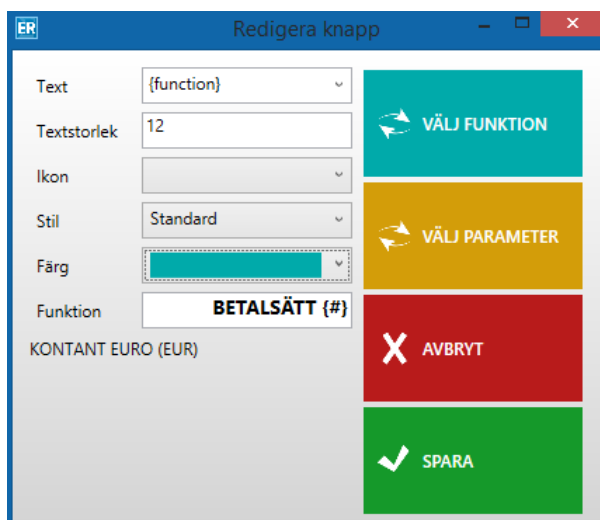 ER Redigera knapp
Text {function}
Textstorlek 12
Ikon
Stil Standard
Färg
Funktion BETALSÄTT {#}
KONTANT EURO (EUR)
VÄLJ FUNKTION
VÄLJ PARAMETER
AVBRYT
SPARA